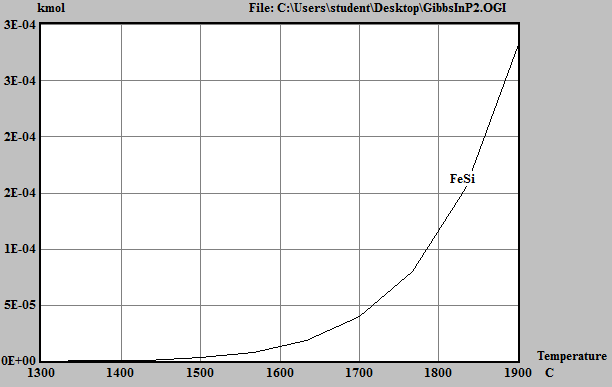 kmol File: C:\Users\student\Desktop\GibbsInP2.OGI
3E-04
3E-04
2E-04
2E-04
FeSi
1E-04
5E-05
0E+00
Temperature
1300 1400 1500 1600 1700 1800 1900 C